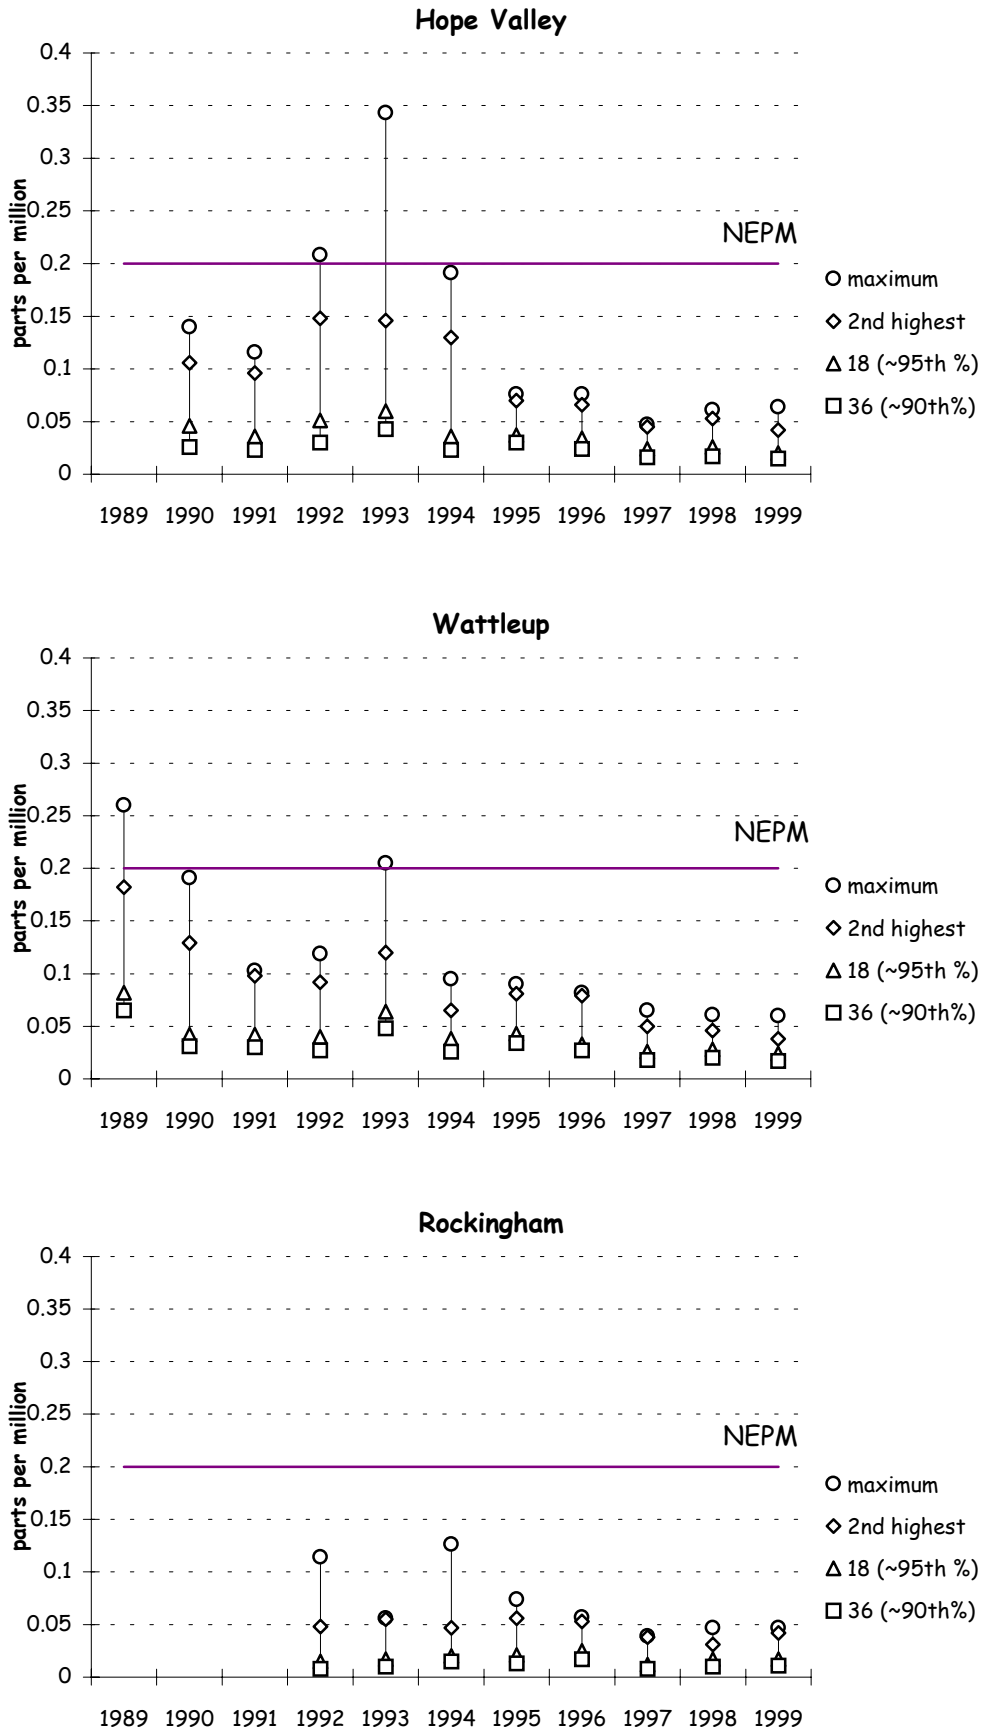 Hope Valley
0.4
0.35
0.3
0.25
0.2
0.15
0.1
0.05
0
parts per million
NEPM
maximum
2nd highest
18 (~95th %)
36 (~90th%)
1989 1990 1991 1992 1993 1994 1995 1996 1997 1998 1999
Wattleup
0.4
0.35
0.3
0.25
0.2
0.15
0.1
0.05
0
parts per million
NEPM
maximum
2nd highest
18 (~95th %)
36 (~90th%)
1989 1990 1991 1992 1993 1994 1995 1996 1997 1998 1999
Rockingham
0.4
0.35
0.3
0.25
0.2
0.15
0.1
0.05
0
parts per million
NEPM
maximum
2nd highest
18 (~95th %)
36 (~90th%)
1989 1990 1991 1992 1993 1994 1995 1996 1997 1998 1999